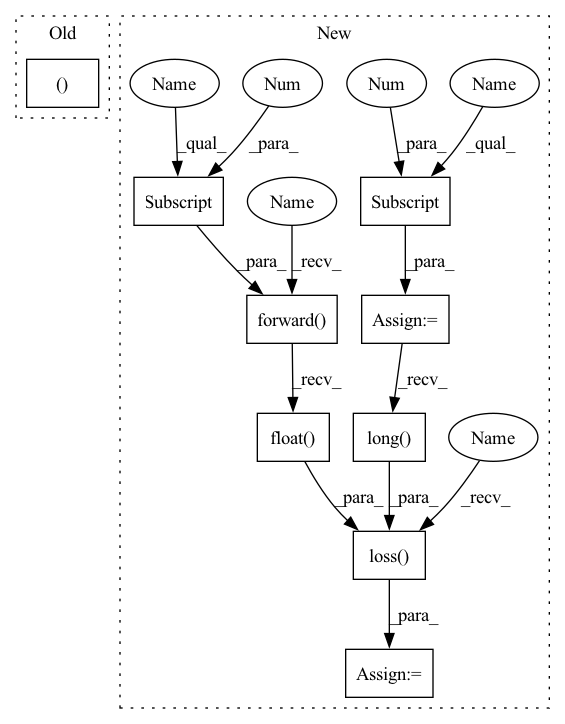 Old
New
()
Name
Num
Num
Name
_qual_
_para_
_para_
_qual_
Subscript
Name
Subscript
_para_
_recv_
_para_
forward()
Assign:=
_recv_
_recv_
float()
long()
Name
_para_
_para_
_recv_
loss()
_para_
Assign:=